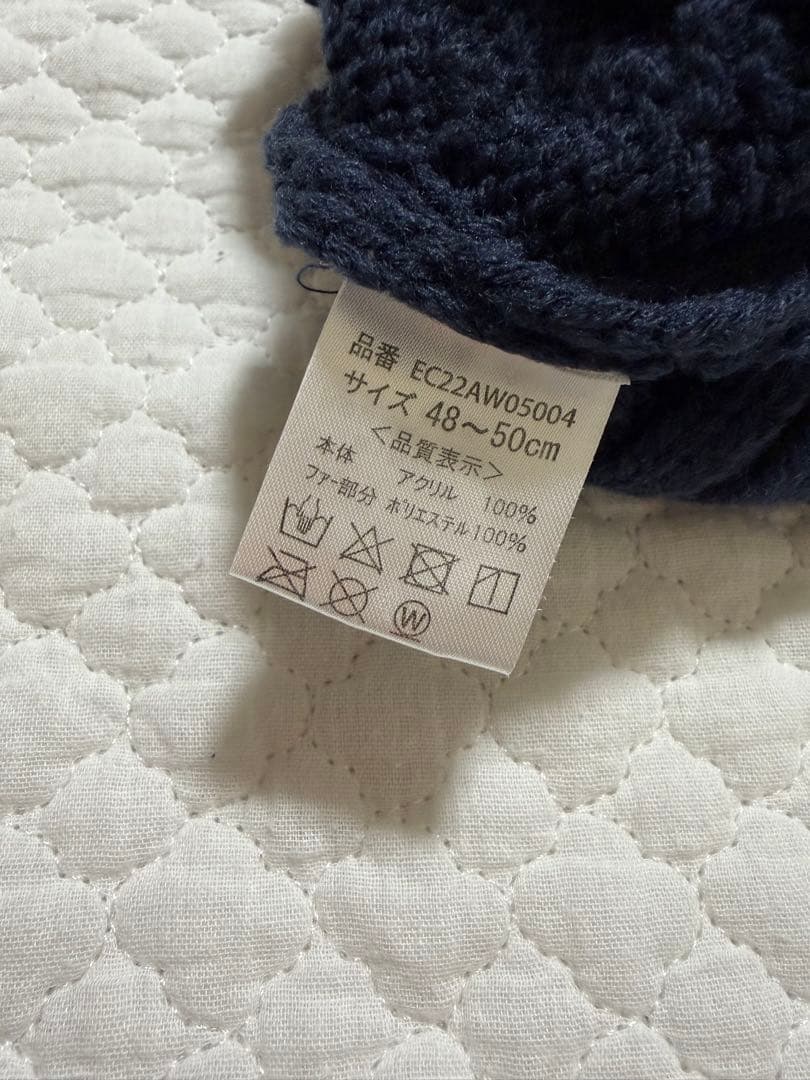 品番 EC22AW05004
サイズ 48～50cm
＜品質表示＞
本体 アクリル 100%
ファー部分 ポリエステル100%
W